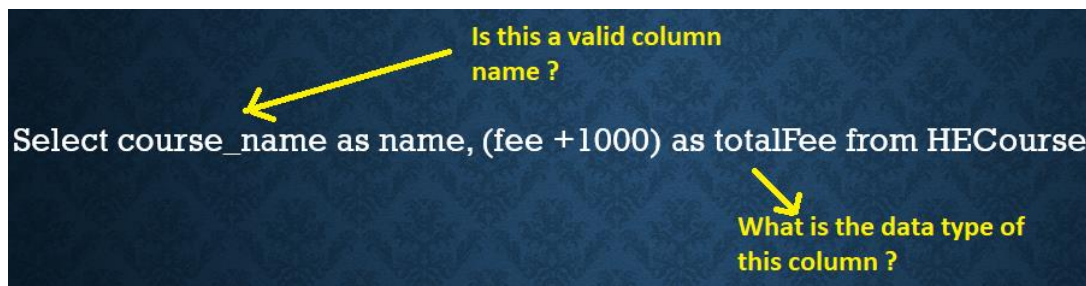 Is this a valid column
name ?
Select course_name as name, (fee +1000) as totalFee from HECourse
What is the data type of
this column ?